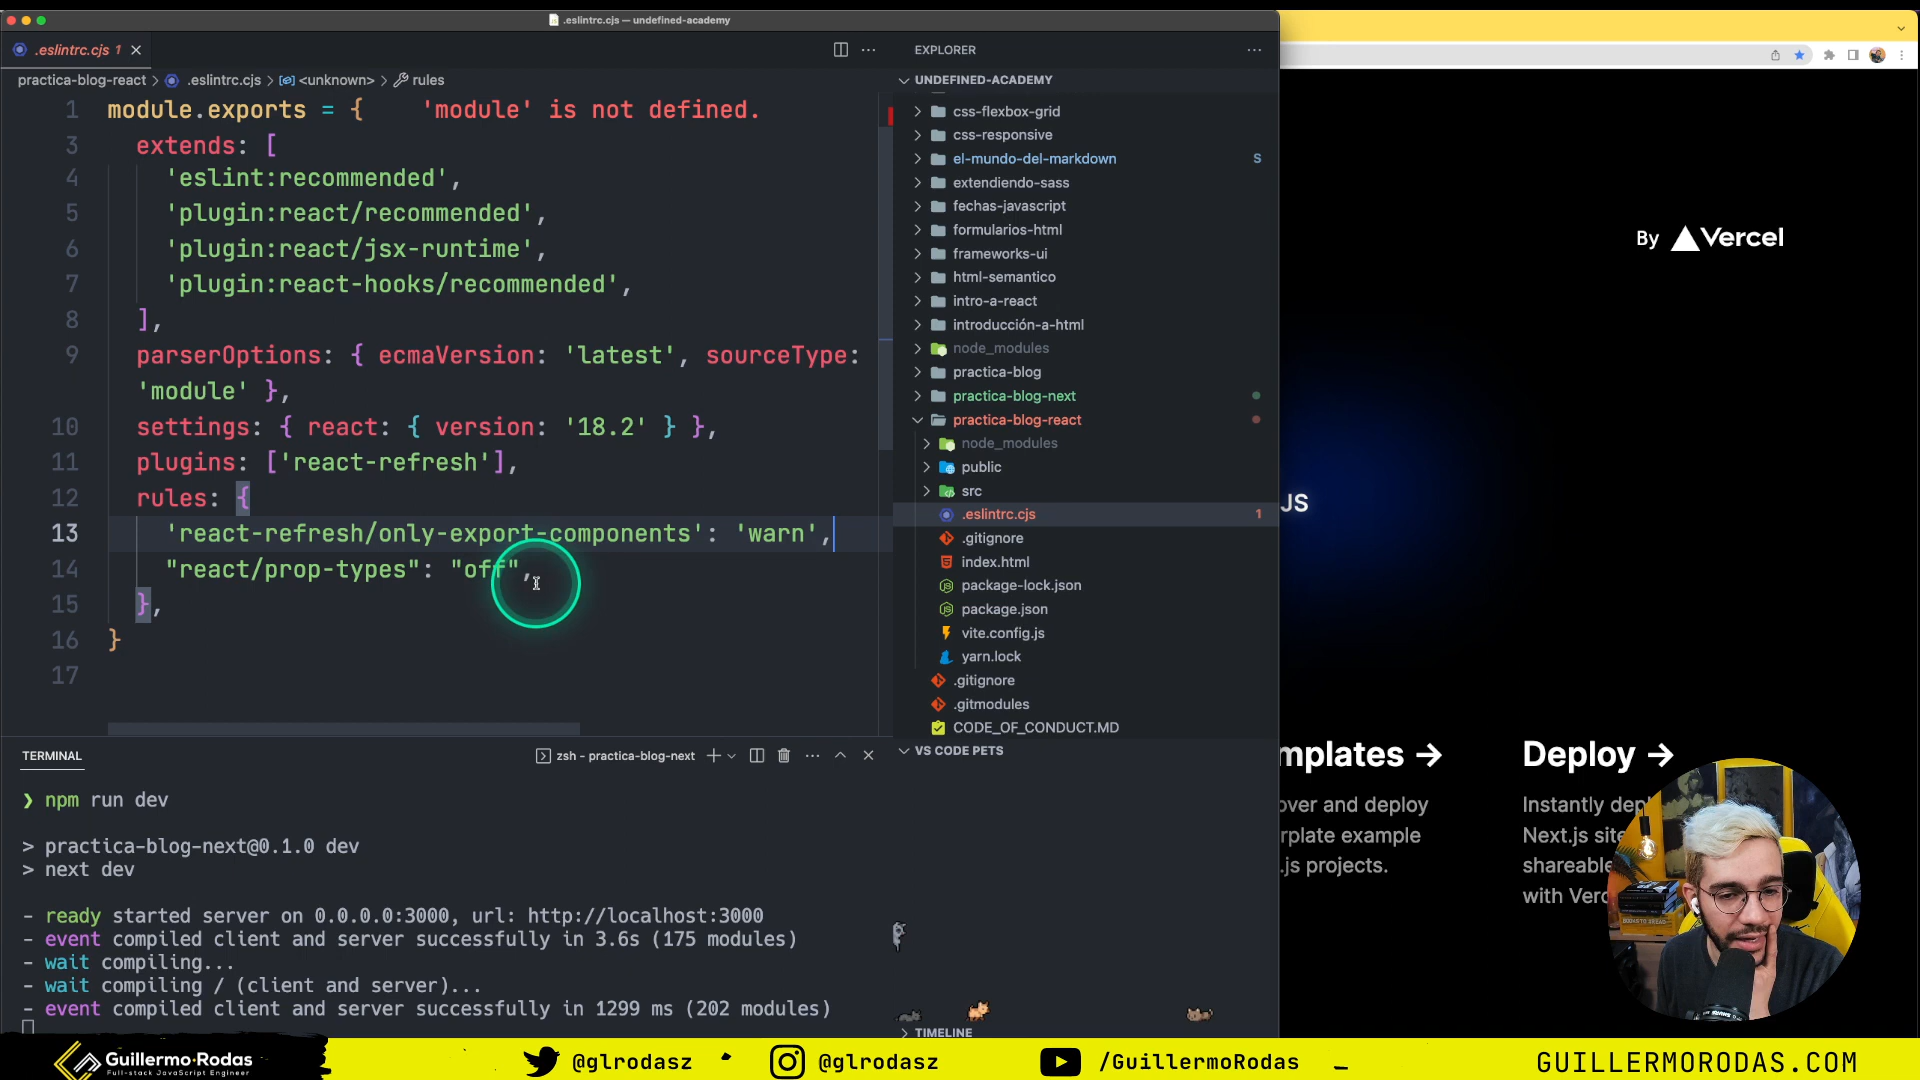 .eslintrc.cjs — undefined-academy
.eslintrc.cjs 1
practica-blog-react > .eslintrc.cjs > <unknown> > rules
1 module.exports = { 'module' is not defined.
3 extends: [
4 'eslint:recommended',
5 'plugin:react/recommended',
6 'plugin:react/jsx-runtime',
7 'plugin:react-hooks/recommended',
8 ],
9 parserOptions: { ecmaVersion: 'latest', sourceType:
'module' },
10 settings: { react: { version: '18.2' } },
11 plugins: ['react-refresh'],
12 rules: {
13 'react-refresh/only-export-components': 'warn',
14 "react/prop-types": "off",
15 },
16 }
17
EXPLORER
UNDEFINED-ACADEMY
css-flexbox-grid
css-responsive
el-mundo-del-markdown S
extendiendo-sass
fechas-javascript
formularios-html
frameworks-ui
html-semantico
intro-a-react
introducción-a-html
node_modules
practica-blog
practica-blog-next
practica-blog-react
node_modules
public
src
.eslintrc.cjs 1
.gitignore
index.html
package-lock.json
package.json
vite.config.js
yarn.lock
.gitignore
.gitmodules
CODE_OF_CONDUCT.MD
VS CODE PETS
TIMELINE
TERMINAL
zsh - practica-blog-next
❯ npm run dev
> practica-blog-next@0.1.0 dev
> next dev
- ready started server on 0.0.0.0:3000, url: http://localhost:3000
- event compiled client and server successfully in 3.6s (175 modules)
- wait compiling...
- wait compiling / (client and server)...
- event compiled client and server successfully in 1299 ms (202 modules)
By Vercel
JS
mplates →
over and deploy
rplate example
.js projects.
Deploy →
Instantly dep
Next.js site
shareable
with Verc
Guillermo Rodas
Full-stack JavaScript Engineer
@glrodasz
@glrodasz
/GuillermoRodas
GUILLERMORODAS.COM